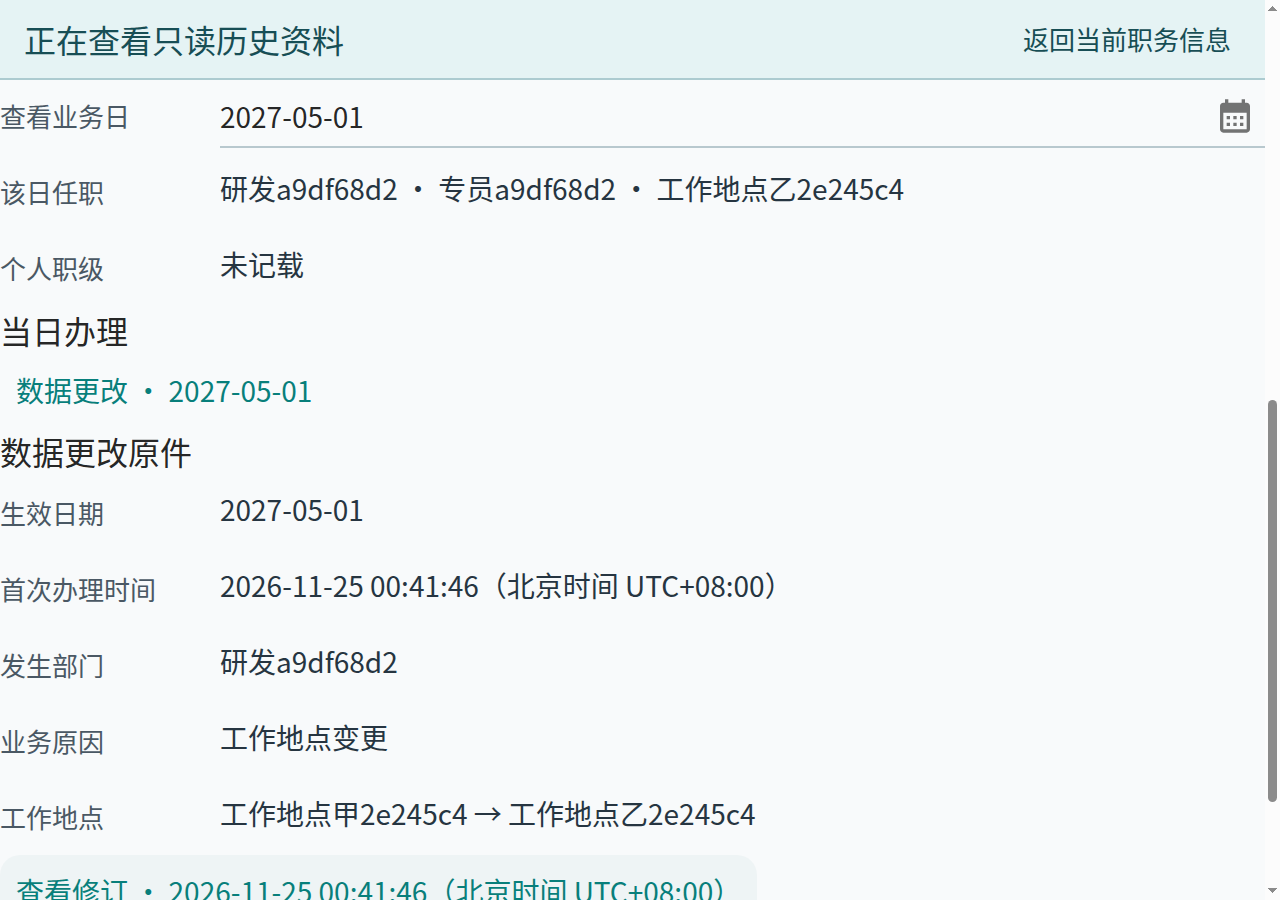 正在查看只读历史资料
返回当前职务信息
查看业务日 2027-05-01
该日任职 研发a9df68d2 · 专员a9df68d2 · 工作地点乙2e245c4
个人职级 未记载
当日办理
数据更改 · 2027-05-01
数据更改原件
生效日期 2027-05-01
首次办理时间 2026-11-25 00:41:46（北京时间 UTC+08:00）
发生部门 研发a9df68d2
业务原因 工作地点变更
工作地点 工作地点甲2e245c4 → 工作地点乙2e245c4
查看修订 · 2026-11-25 00:41:46（北京时间 UTC+08:00）